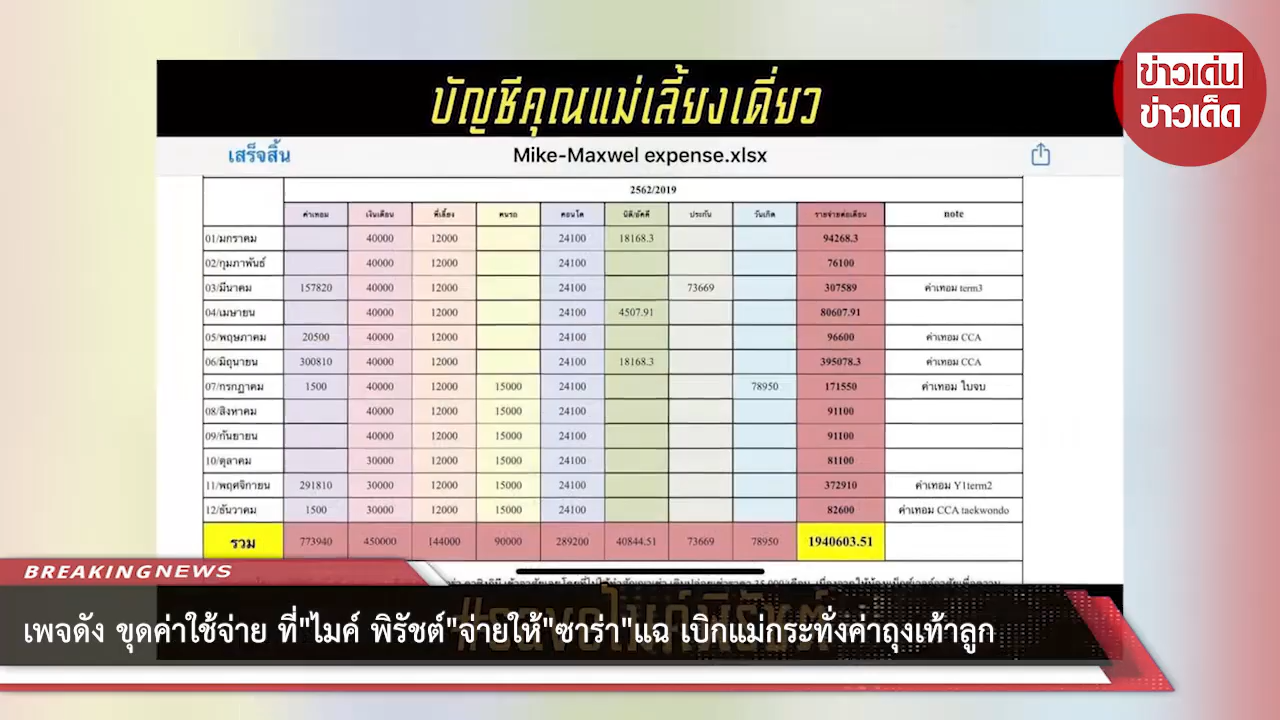 ข่าวเด่น
ข่าวเด็ด
บัญชีคุณแม่เลี้ยงเดี่ยว
เสร็จสิ้น Mike-Maxwel expense.xlsx
2562/2019
ค่าเทอม เงินเดือน พี่เลี้ยง คนรถ คอนโด นิติ/อัคคี ประกัน วันเกิด รายจ่ายต่อเดือน note
01/มกราคม 40000 12000 24100 18168.3 94268.3
02/กุมภาพันธ์ 40000 12000 24100 76100
03/มีนาคม 157820 40000 12000 24100 73669 307589 ค่าเทอม term3
04/เมษายน 40000 12000 24100 4507.91 80607.91
05/พฤษภาคม 20500 40000 12000 24100 96600 ค่าเทอม CCA
06/มิถุนายน 300810 40000 12000 24100 18168.3 395078.3 ค่าเทอม CCA
07/กรกฎาคม 1500 40000 12000 15000 24100 78950 171550 ค่าเทอม ใบจบ
08/สิงหาคม 40000 12000 15000 24100 91100
09/กันยายน 40000 12000 15000 24100 91100
10/ตุลาคม 30000 12000 15000 24100 81100
11/พฤศจิกายน 291810 30000 12000 15000 24100 372910 ค่าเทอม Y1term2
12/ธันวาคม 1500 30000 12000 15000 24100 82600 ค่าเทอม CCA taekwondo
รวม 773940 450000 144000 90000 289200 40844.51 73669 78950 1940603.51
BREAKINGNEWS
#saveไมค์พิรัชต์
เพจดัง ขุดค่าใช้จ่าย ที่"ไมค์ พิรัชต์"จ่ายให้"ซาร่า"แฉ เบิกแม่กระทั่งค่าถุงเท้าลูก